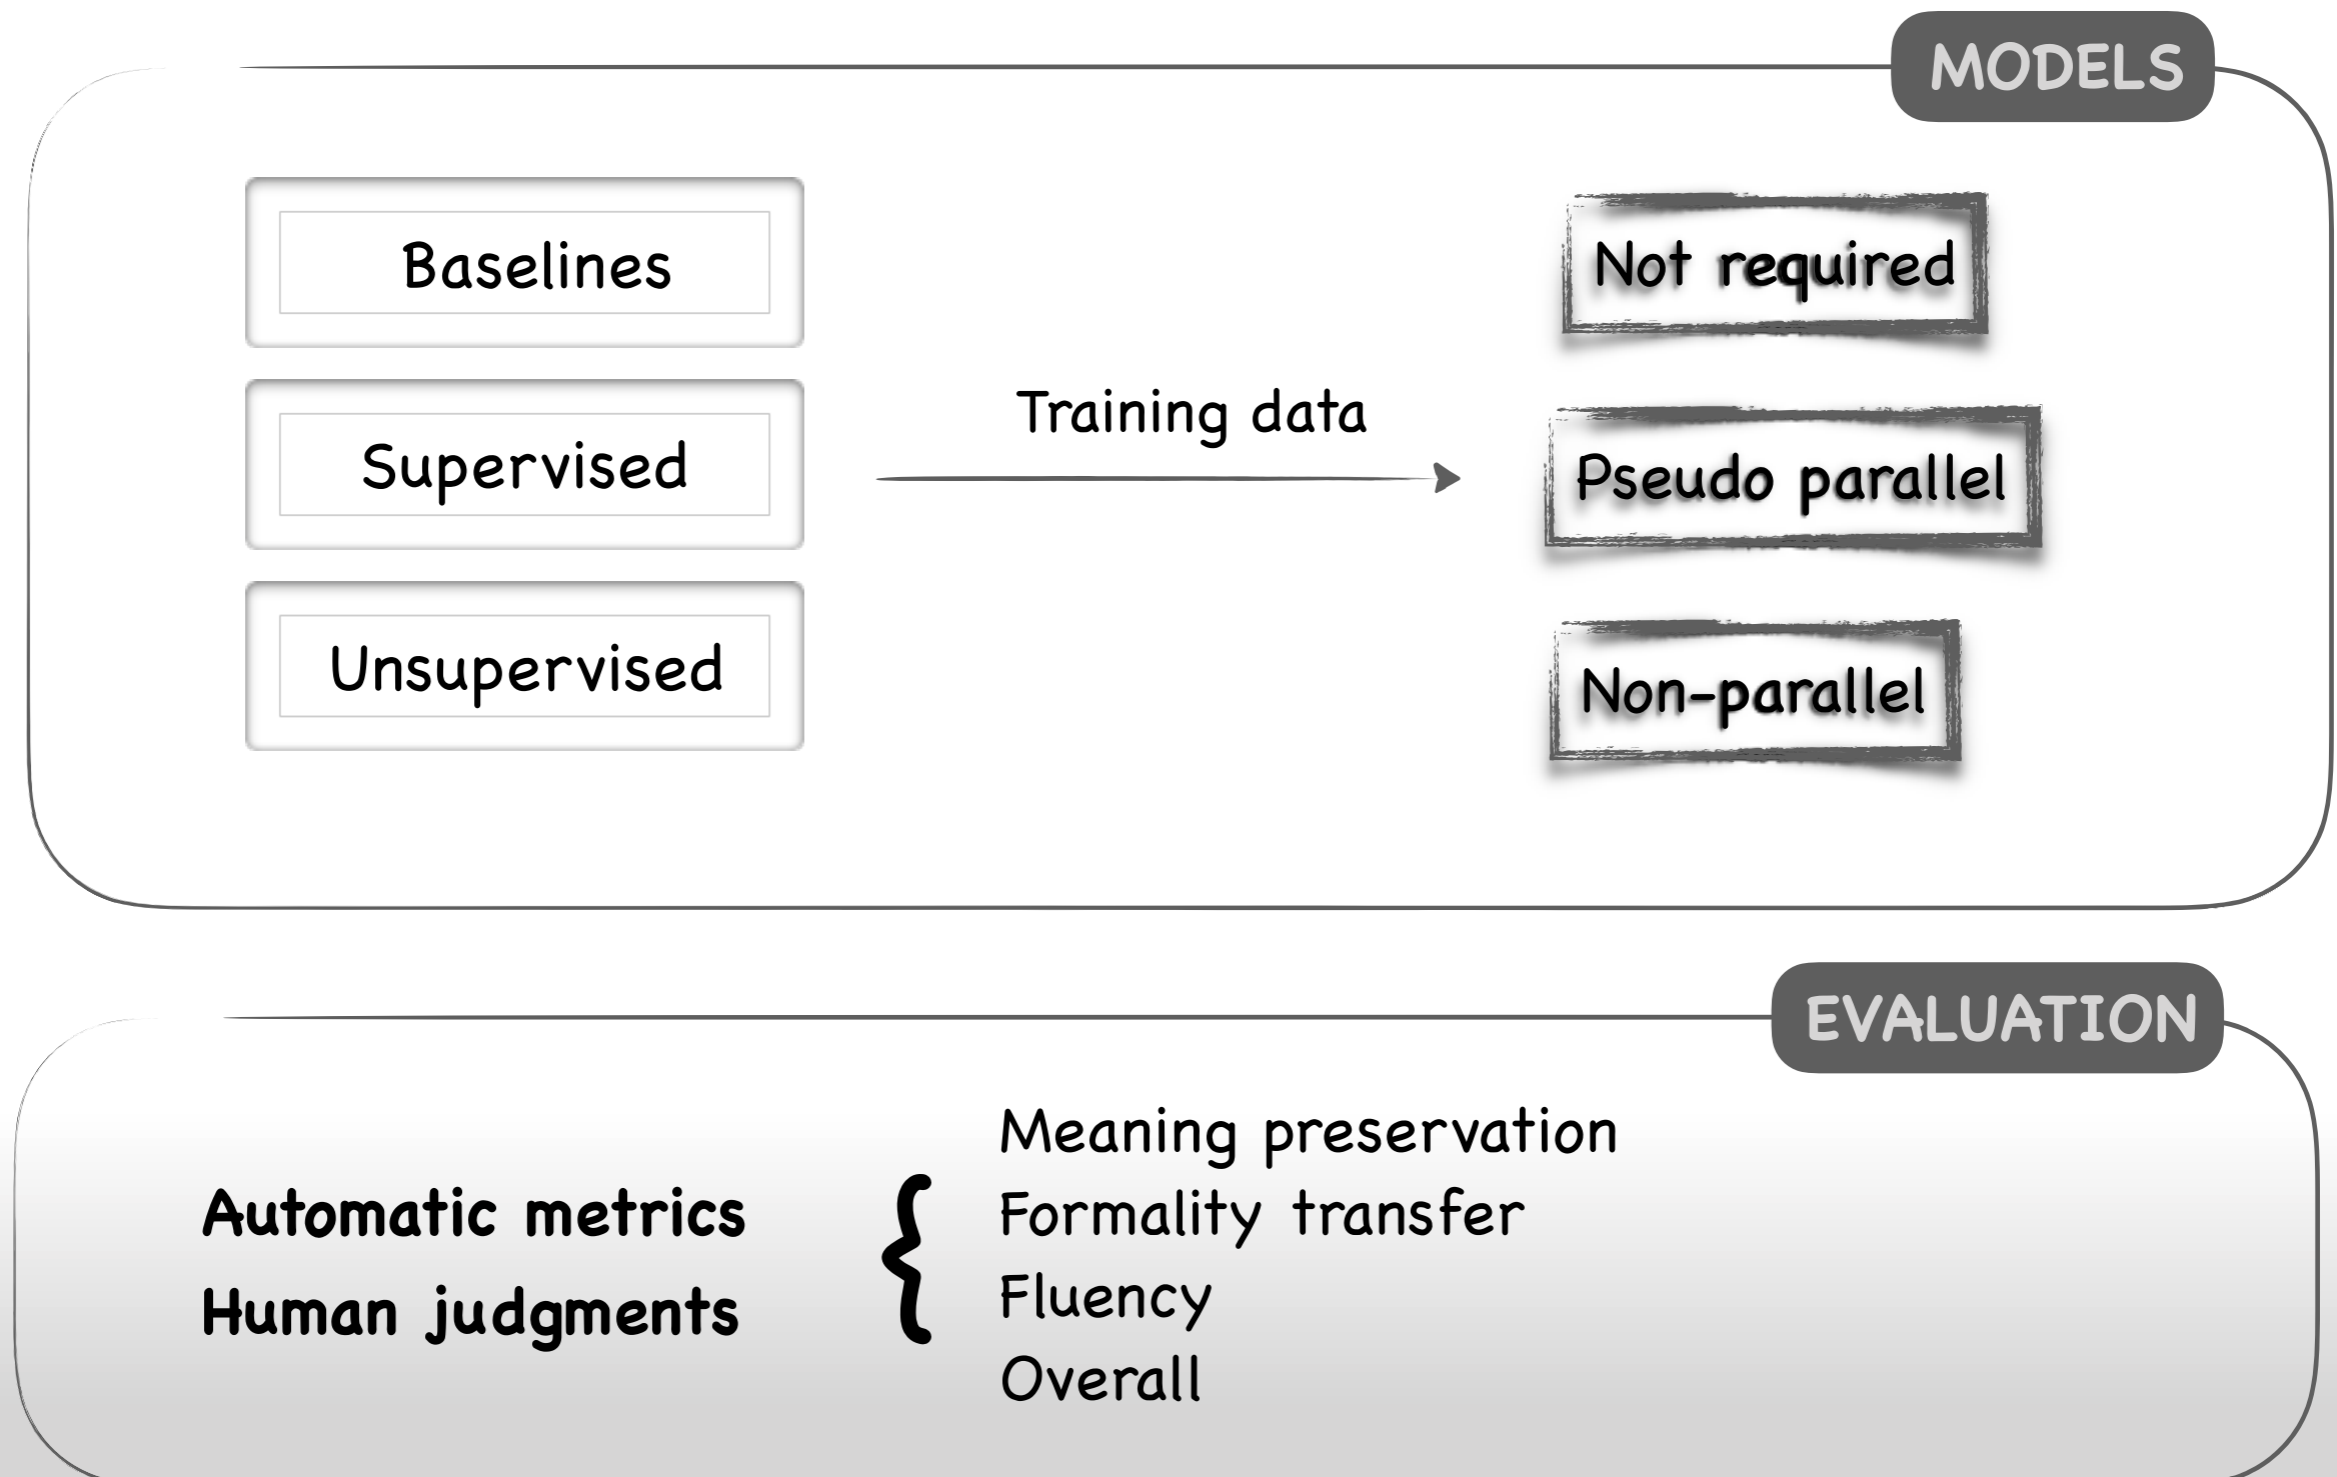 MODELS
Baselines
Not required
Training data
Supervised
Pseudo parallel
Unsupervised
Non-parallel
EVALUATION
Automatic metrics
Human judgments
{
Meaning preservation
Formality transfer
Fluency
Overall